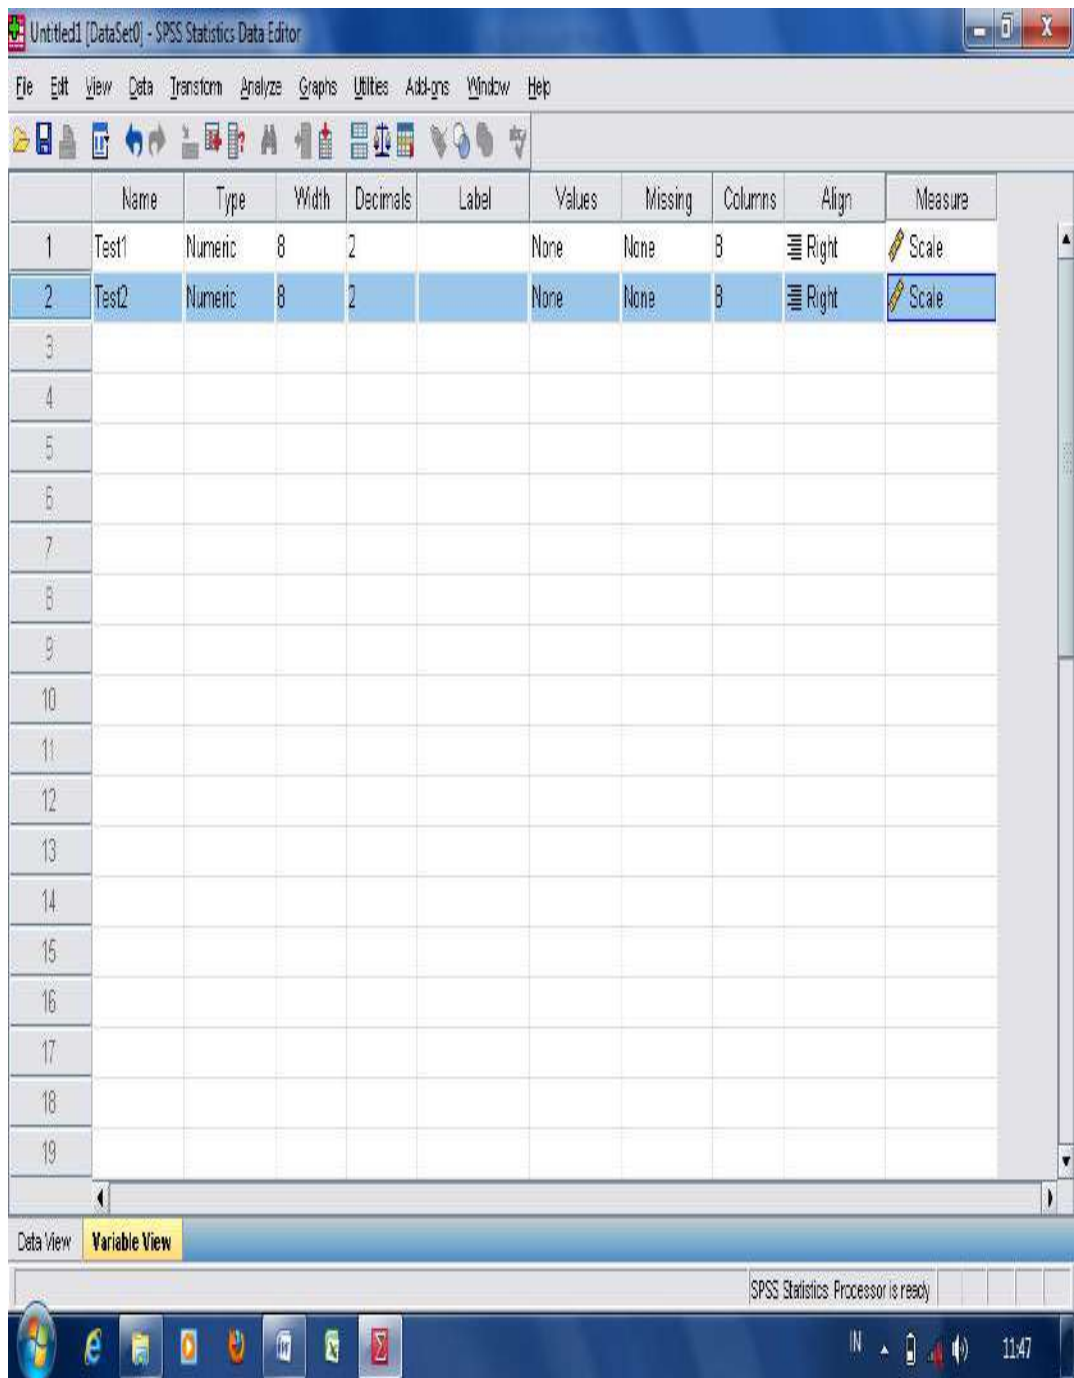 Untitled1 [DataSet0] - SPSS Statistics Data Editor
File Edit View Data Transform Analyze Graphs Utilities Add-ons Window Help
Name Type Width Decimals Label Values Missing Columns Align Measure
1 Test1 Numeric 8 2 None None 8 Right Scale
2 Test2 Numeric 8 2 None None 8 Right Scale
3
4
5
6
7
8
9
10
11
12
13
14
15
16
17
18
19
Data View Variable View
SPSS Statistics Processor is ready
IN 11:47